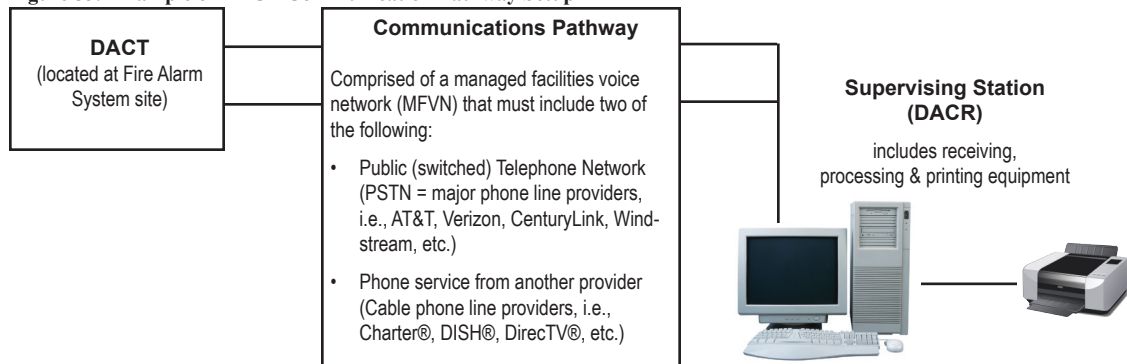 DACT
(located at Fire Alarm
System site)
Communications Pathway
Comprised of a managed facilities voice
network (MFVN) that must include two of
the following:
• Public (switched) Telephone Network
(PSTN = major phone line providers,
i.e., AT&T, Verizon, CenturyLink, Wind-
stream, etc.)
• Phone service from another provider
(Cable phone line providers, i.e.,
Charter®, DISH®, DirecTV®, etc.)
Supervising Station
(DACR)
includes receiving,
processing & printing equipment